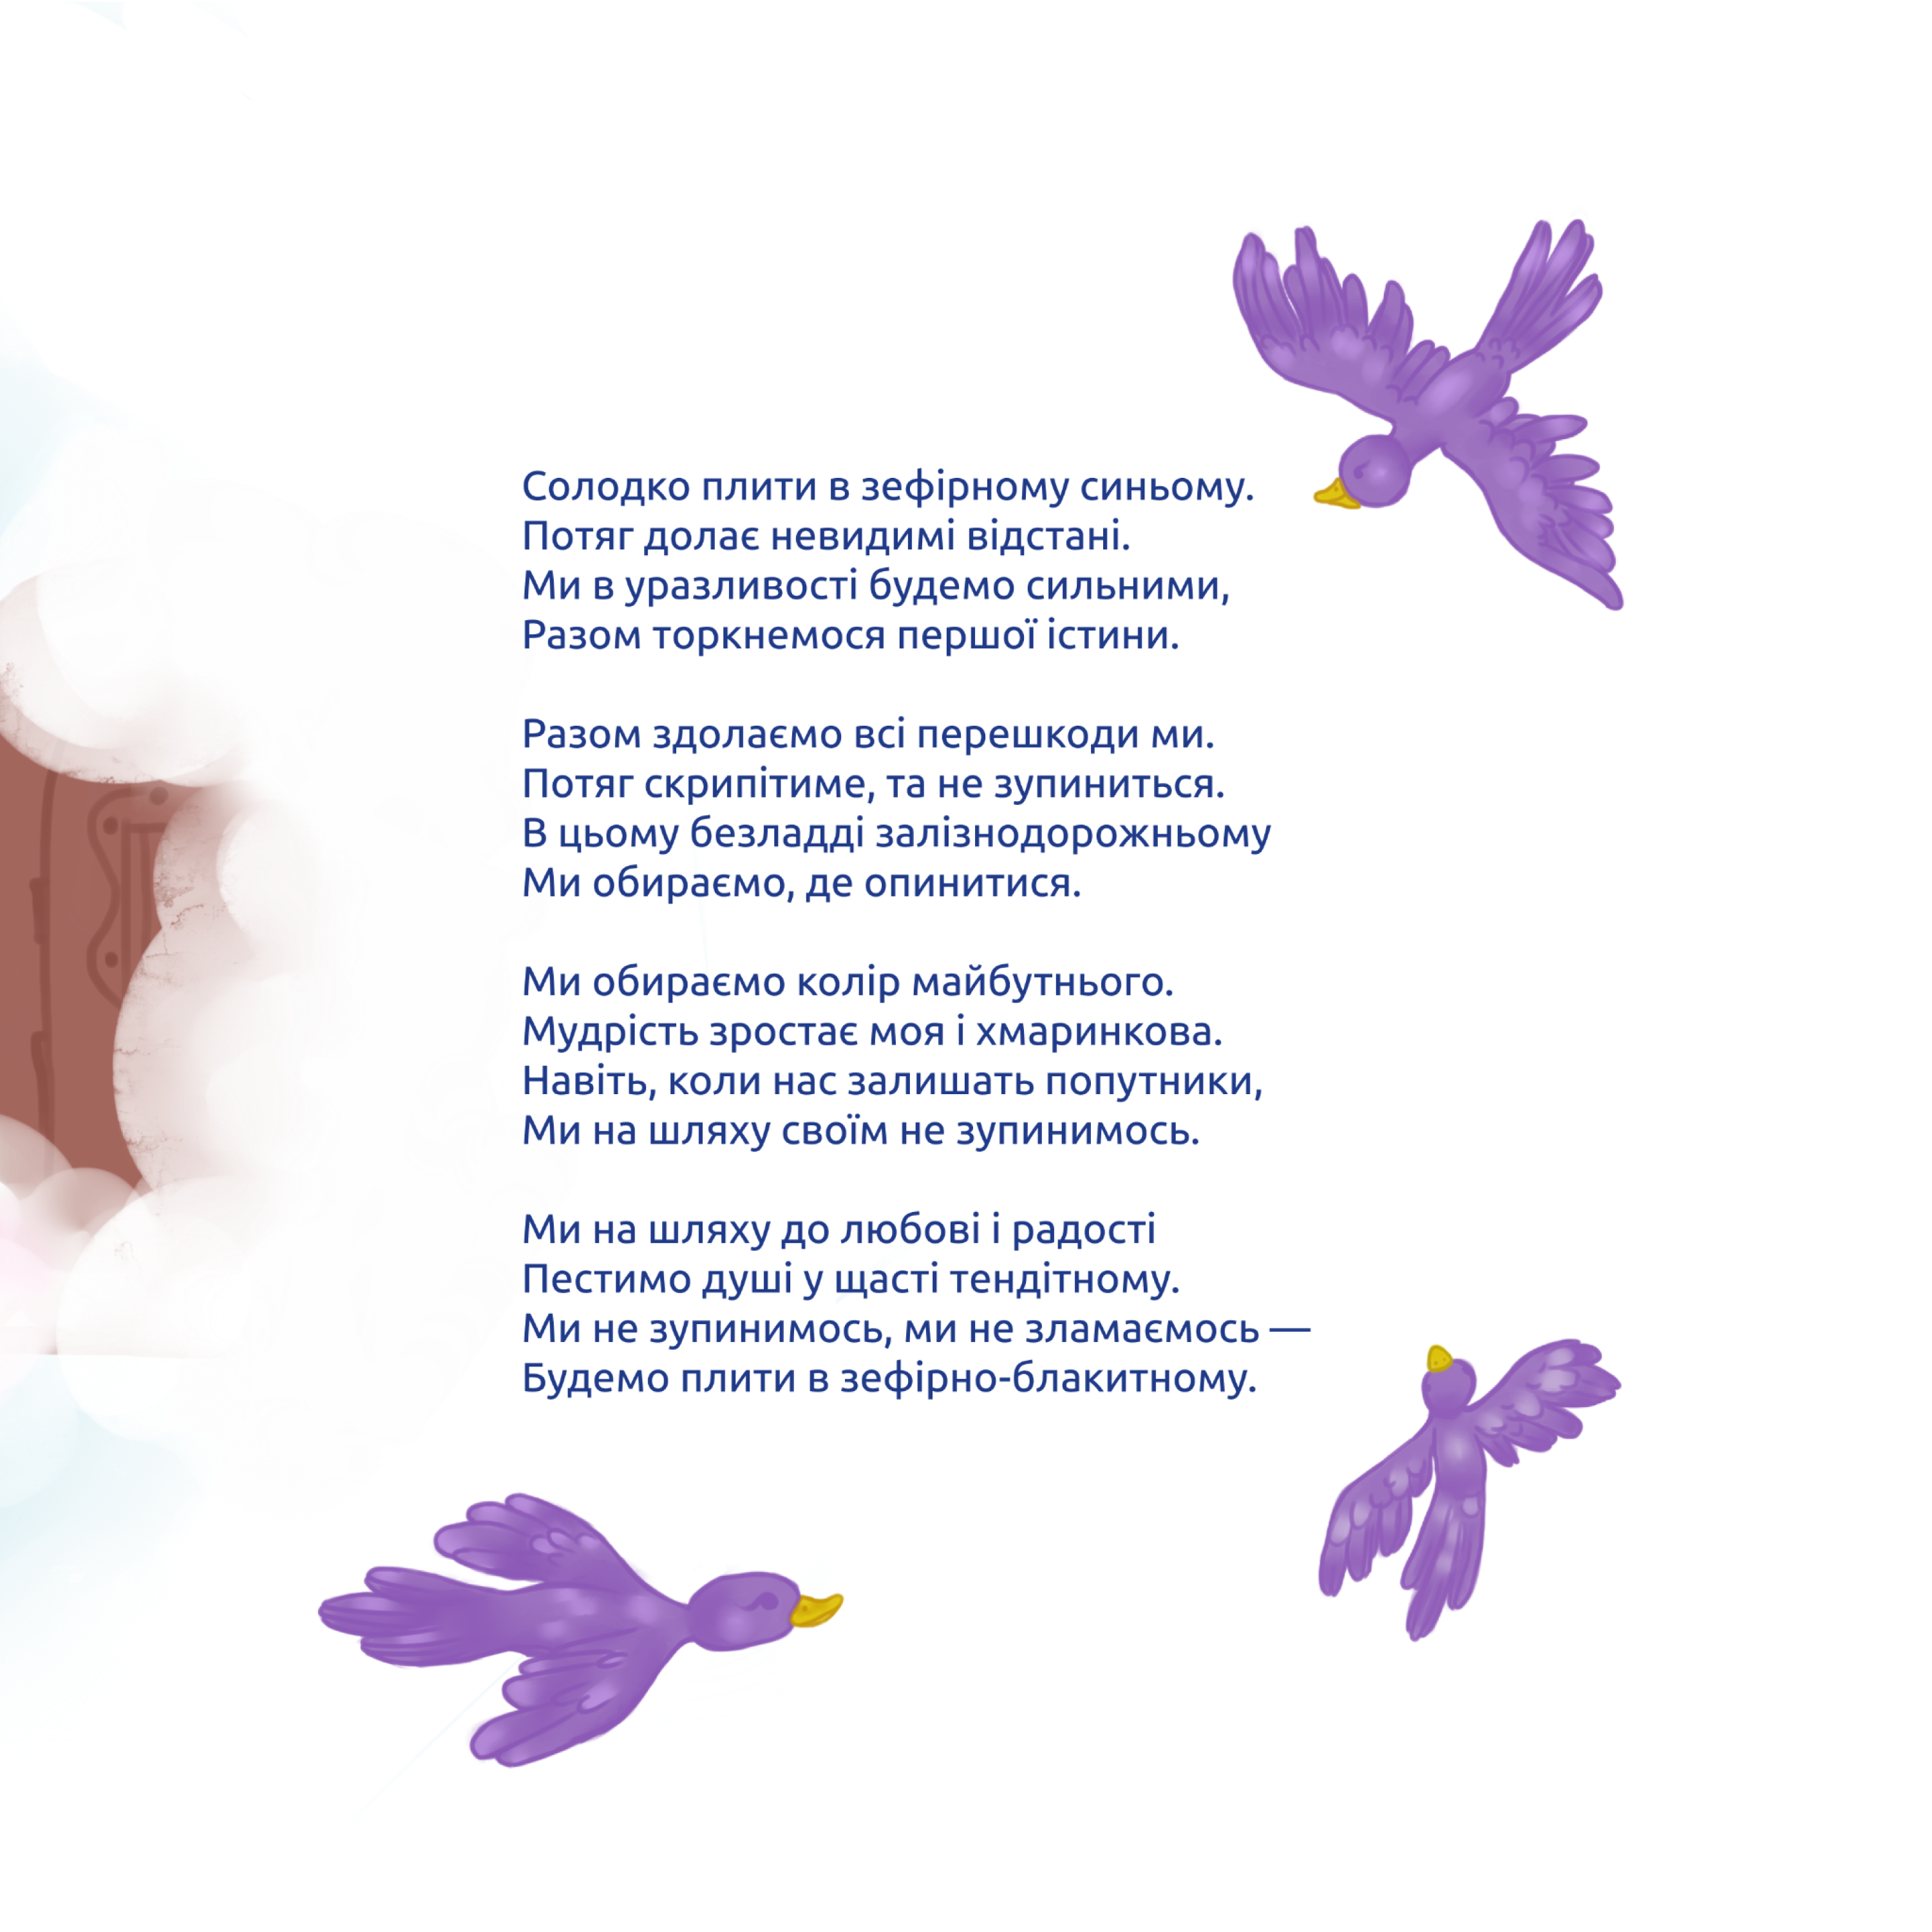 Солодко плити в зефірному синьому.
Потяг долає невидимі відстані.
Ми в уразливості будемо сильними,
Разом торкнемося першої істини.

Разом здолаємо всі перешкоди ми.
Потяг скрипітиме, та не зупиниться.
В цьому безладді залізнодорожньому
Ми обираємо, де опинитися.

Ми обираємо колір майбутнього.
Мудрість зростає моя і хмаринкова.
Навіть, коли нас залишать попутники,
Ми на шляху своїм не зупинимось.

Ми на шляху до любові і радості
Пестимо душі у щасті тендітному.
Ми не зупинимось, ми не зламаємось —
Будемо плити в зефірно-блакитному.